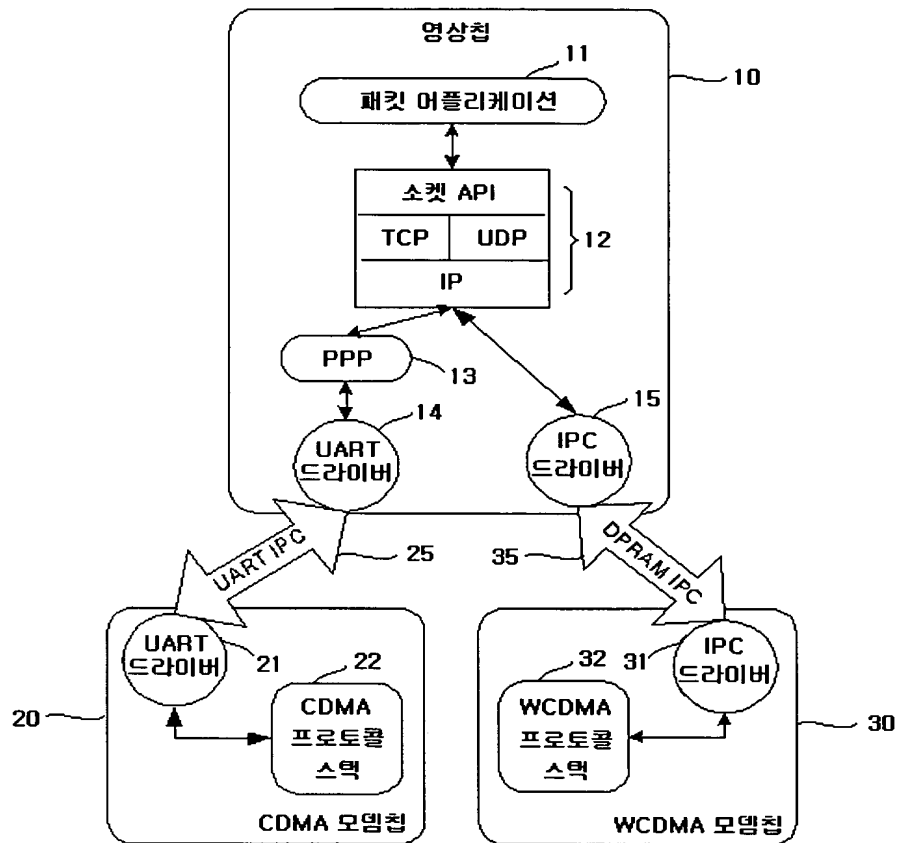 영상칩
11
10
패킷 어플리케이션
소켓 API
TCP
UDP
12
IP
PPP
13
14
15
UART
드라이버
IPC
드라이버
UART IPC
25
35
DPRAM IPC
UART
드라이버
21
22
32
31
IPC
드라이버
20
CDMA
프로토콜
스택
WCDMA
프로토콜
스택
30
CDMA 모뎀칩
WCDMA 모뎀칩